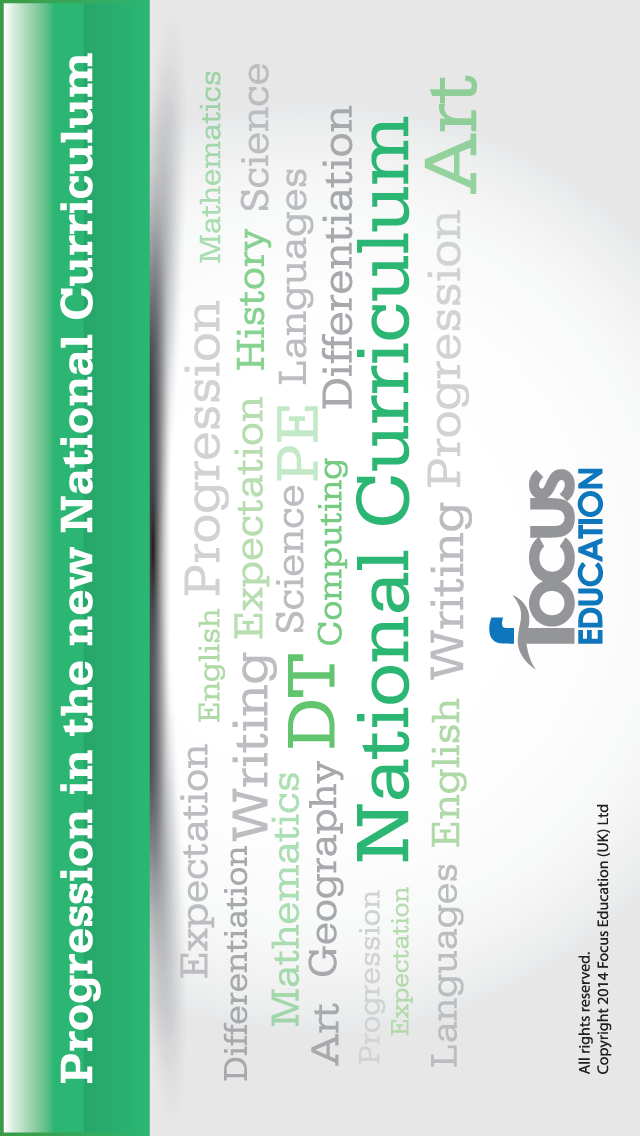 Progression in the new National Curriculum
Expectation English Progression Mathematics
Differentiation Writing Expectation History Science
Mathematics DT Science PE Languages
Art Geography Computing Differentiation
Progression National Curriculum
Expectation
Languages English Writing Progression Art
focus
EDUCATION
All rights reserved.
Copyright 2014 Focus Education (UK) Ltd